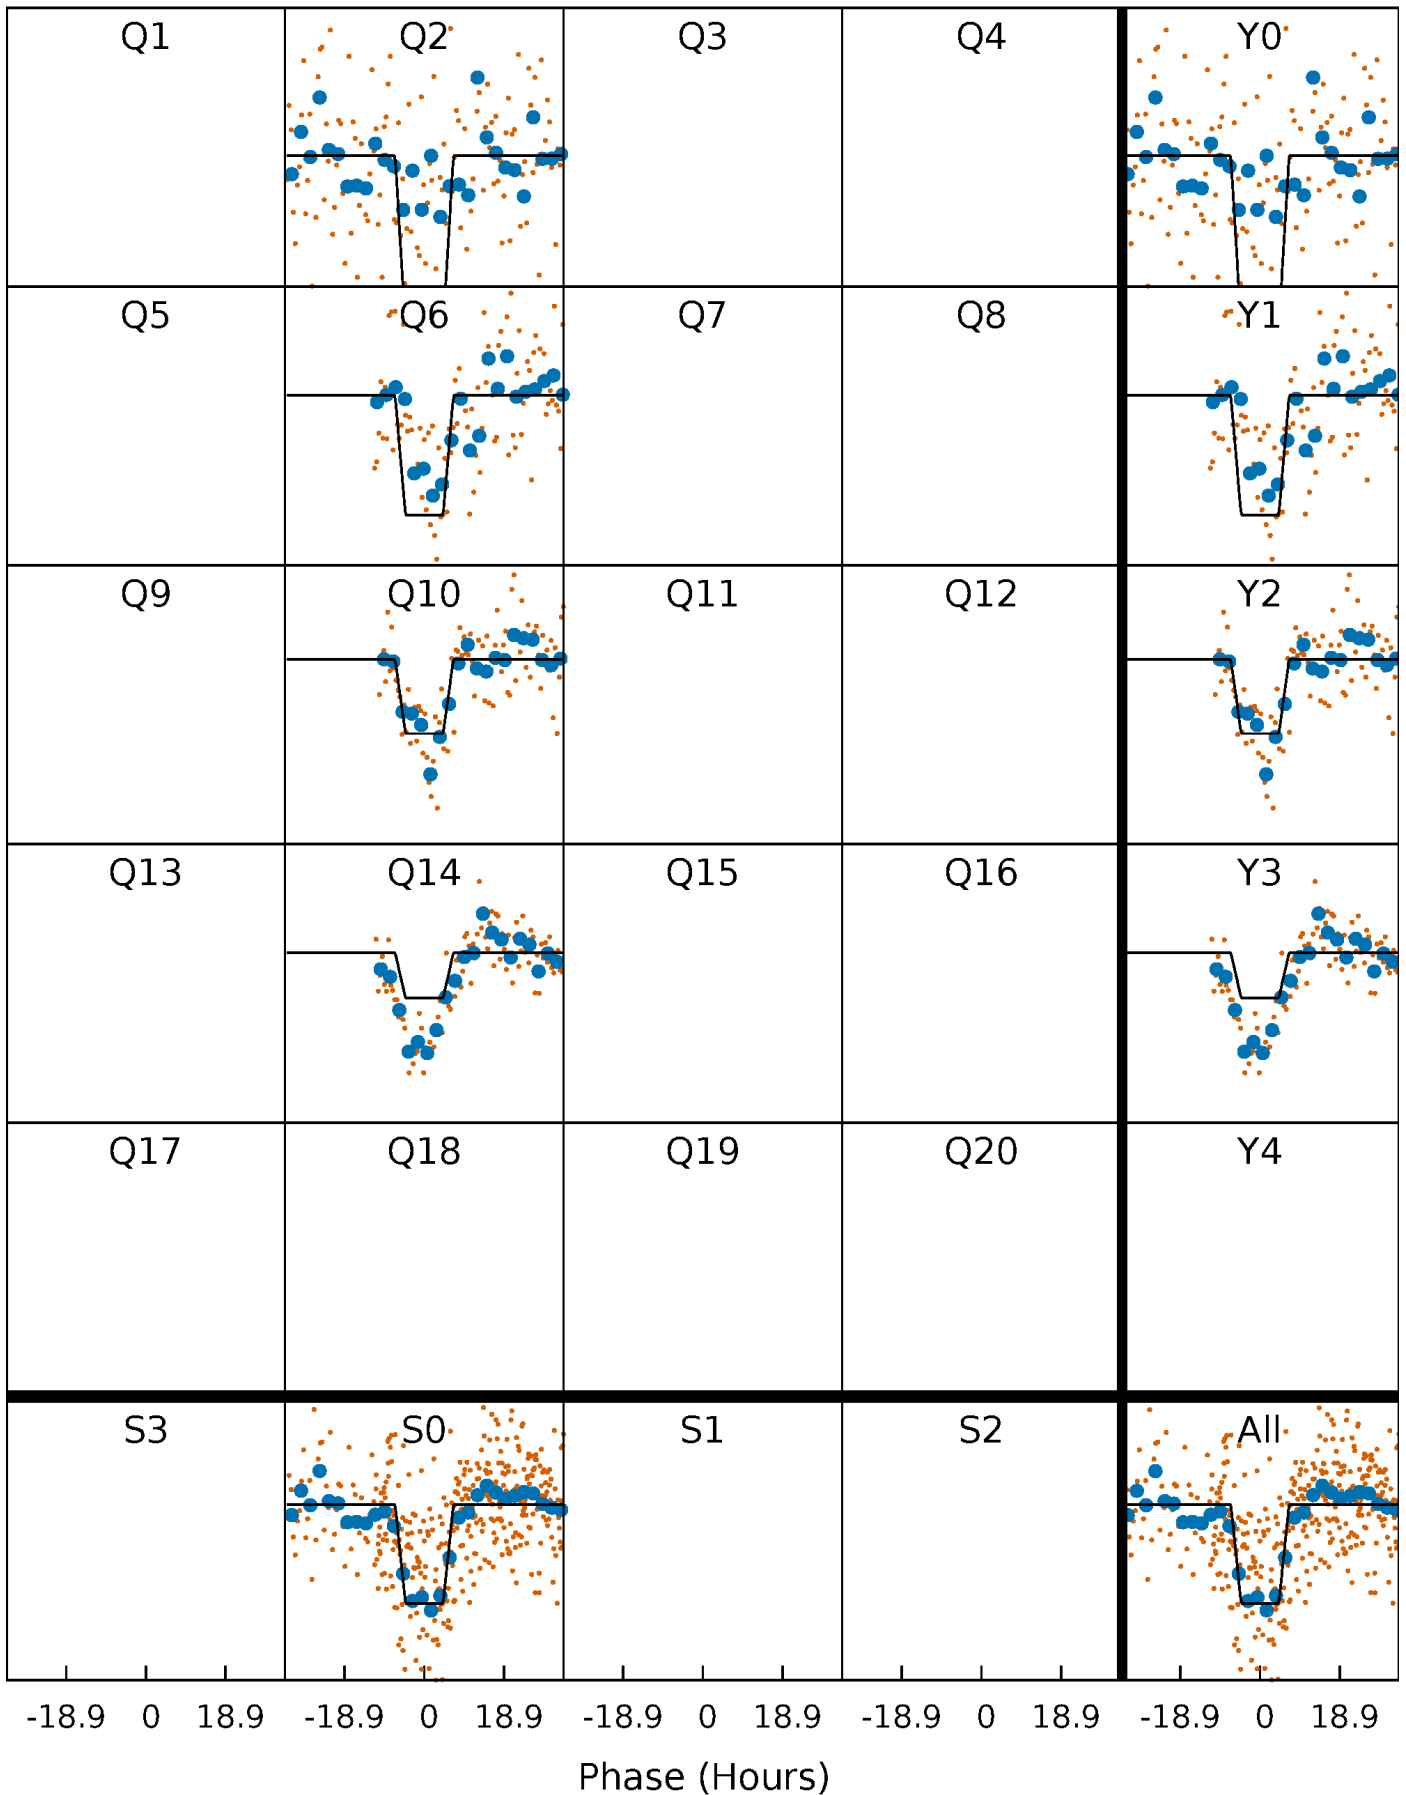 Q1 Q2 Q3 Q4 Y0
Q5 Q6 Q7 Q8 Y1
Q9 Q10 Q11 Q12 Y2
Q13 Q14 Q15 Q16 Y3
Q17 Q18 Q19 Q20 Y4
S3 S0 S1 S2 All
-18.9 0 18.9 -18.9 0 18.9 -18.9 0 18.9 -18.9 0 18.9 -18.9 0 18.9
Phase (Hours)